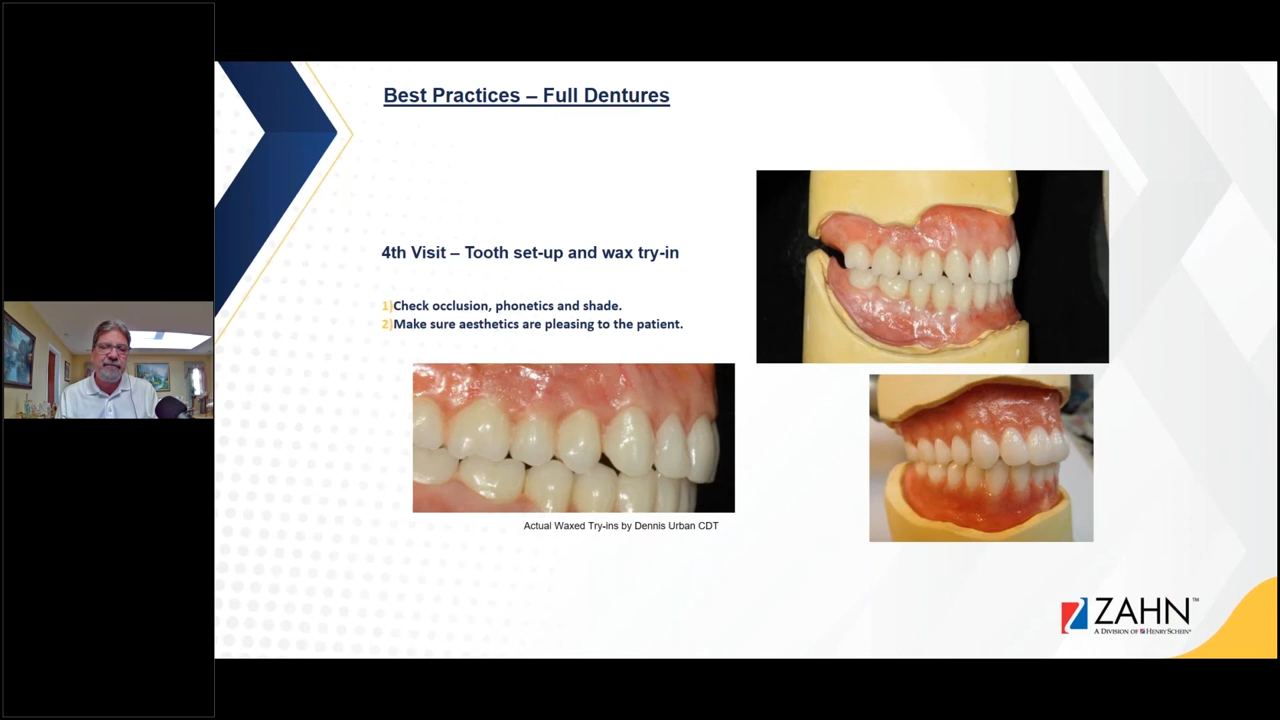 Best Practices – Full Dentures
4th Visit – Tooth set-up and wax try-in
1)Check occlusion, phonetics and shade.
2)Make sure aesthetics are pleasing to the patient.
Actual Waxed Try-ins by Dennis Urban CDT
ZAHN™
A DIVISION OF HENRY SCHEIN®